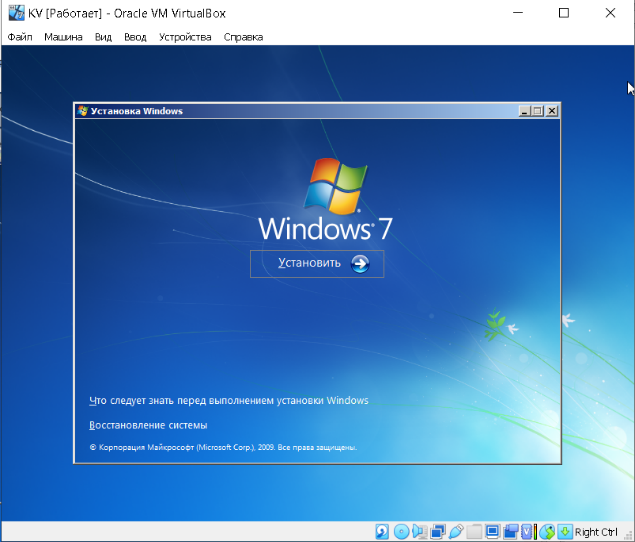 KV [Работает] - Oracle VM VirtualBox
Файл Машина Вид Ввод Устройства Справка
Установка Windows
Windows 7
Установить
Что следует знать перед выполнением установки Windows
Восстановление системы
© Корпорация Майкрософт (Microsoft Corp.), 2009. Все права защищены.
Right Ctrl